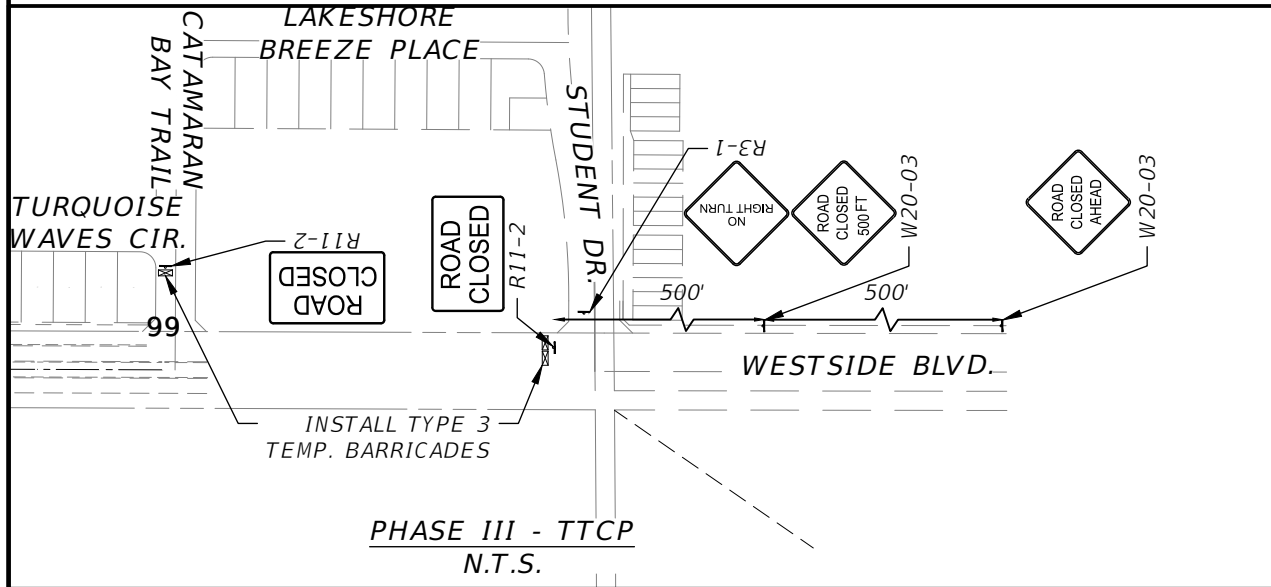 LAKESHORE
BREEZE PLACE
CATAMARAN
BAY TRAIL
STUDENT DR.
TURQUOISE
WAVES CIR.
R11-2
ROAD
CLOSED
ROAD
CLOSED
R11-2
R3-1
NO
RIGHT TURN
ROAD
CLOSED
500 FT
W20-03
ROAD
CLOSED
AHEAD
W20-03
500'
500'
99
WESTSIDE BLVD.
INSTALL TYPE 3
TEMP. BARRICADES
PHASE III - TTCP
N.T.S.